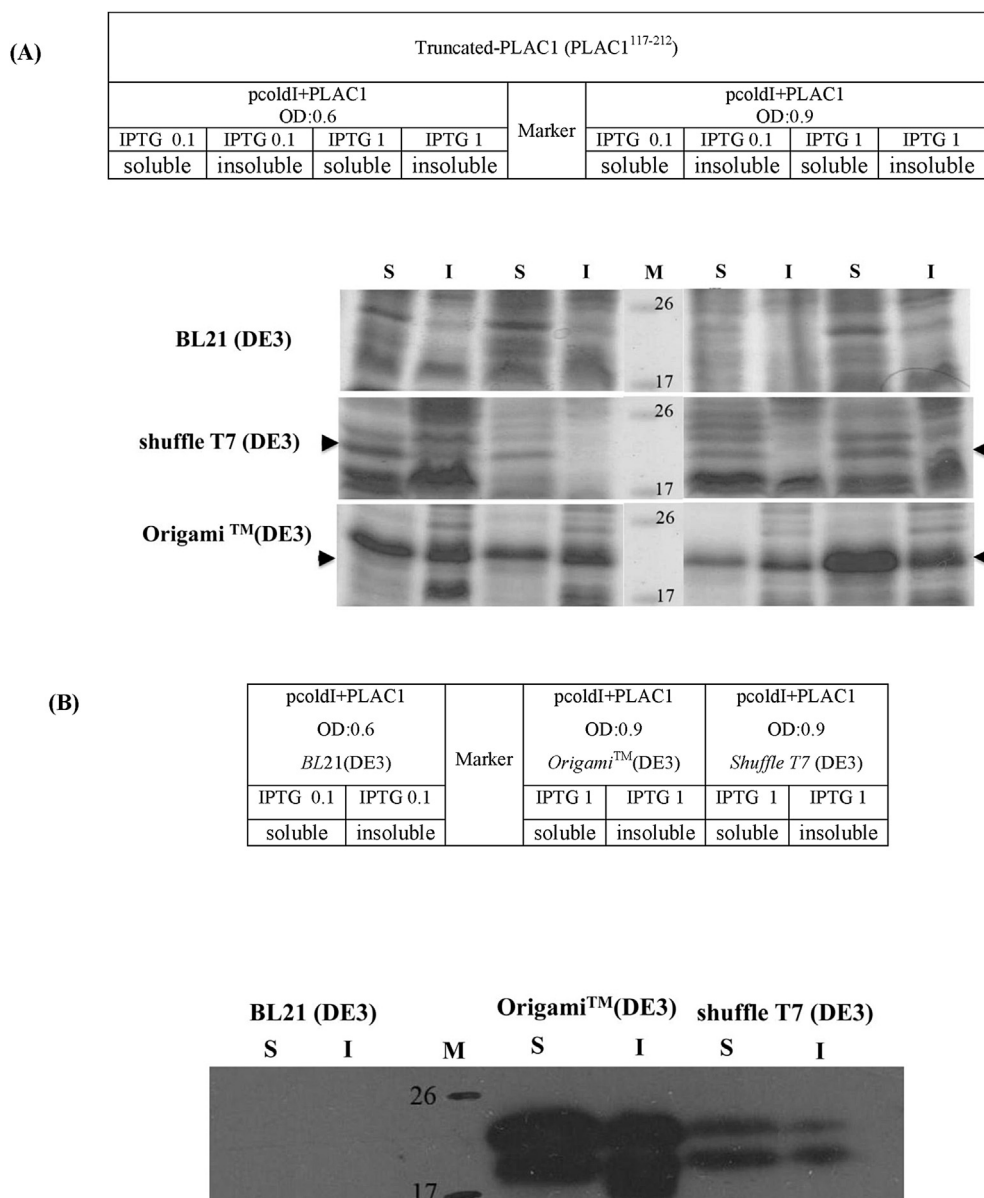 (A)
Truncated-PLAC1 (PLAC1117-212)
pcoldI+PLAC1
OD:0.6
Marker
pcoldI+PLAC1
OD:0.9
IPTG 0.1 IPTG 0.1 IPTG 1 IPTG 1 IPTG 0.1 IPTG 0.1 IPTG 1 IPTG 1
soluble insoluble soluble insoluble soluble insoluble soluble insoluble
S I S I M S I S I
BL21 (DE3)
26
17
shuffle T7 (DE3)
26
17
Origami TM(DE3)
26
17
(B)
pcoldI+PLAC1 pcoldI+PLAC1 pcoldI+PLAC1
OD:0.6 OD:0.9 OD:0.9
BL21(DE3) Marker OrigamiTM(DE3) Shuffle T7 (DE3)
IPTG 0.1 IPTG 0.1 IPTG 1 IPTG 1 IPTG 1 IPTG 1
soluble insoluble soluble insoluble soluble insoluble
BL21 (DE3) OrigamiTM(DE3) shuffle T7 (DE3)
S I M S I S I
26
17